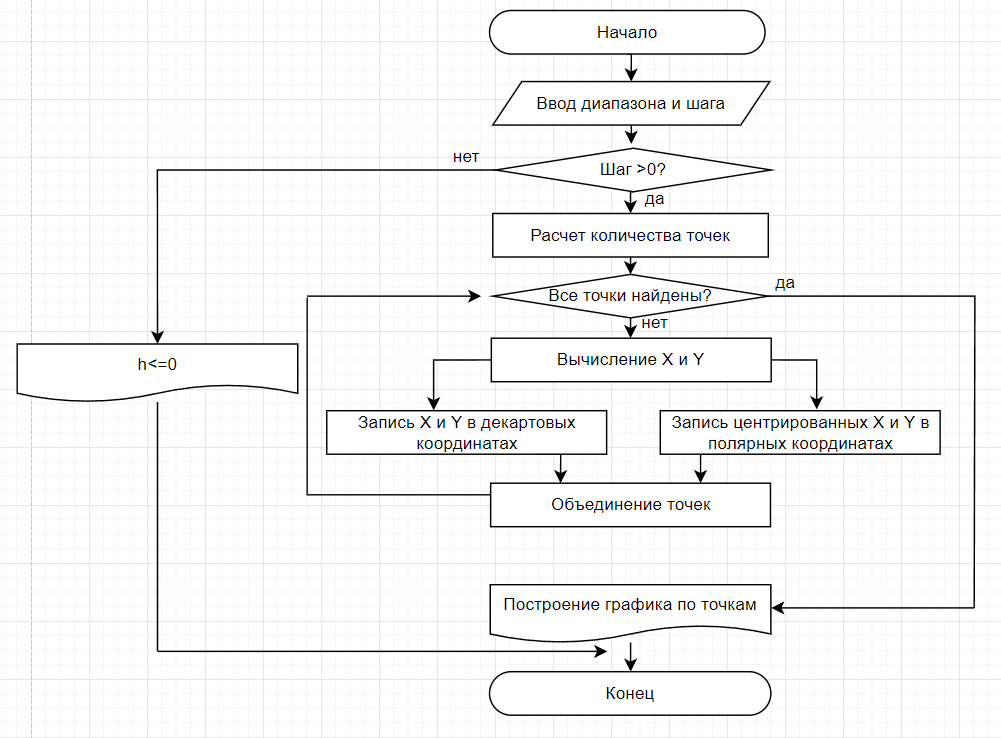 Начало
Ввод диапазона и шага
нет
Шаг >0?
да
Расчет количества точек
да
Все точки найдены?
нет
h<=0
Вычисление X и Y
Запись X и Y в декартовых
координатах
Запись центрированных X и Y в
полярных координатах
Объединение точек
Построение графика по точкам
Конец